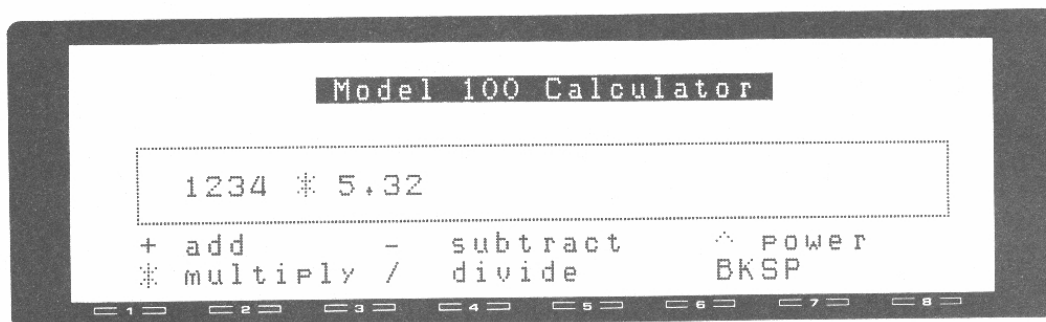 Model 100 Calculator
1234 * 5.32
+ add - subtract ^ power
* multiply / divide BKSP
1 2 3 4 5 6 7 8